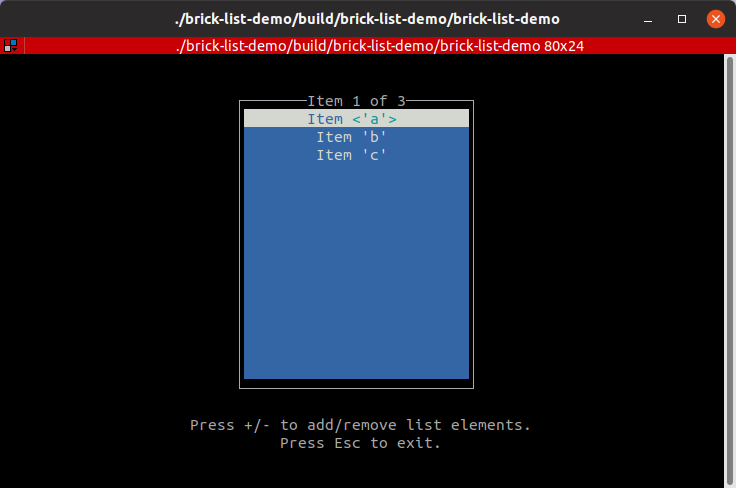 ./brick-list-demo/build/brick-list-demo/brick-list-demo
./brick-list-demo/build/brick-list-demo/brick-list-demo 80x24
Item 1 of 3
Item <'a'>
Item 'b'
Item 'c'
Press +/- to add/remove list elements.
Press Esc to exit.